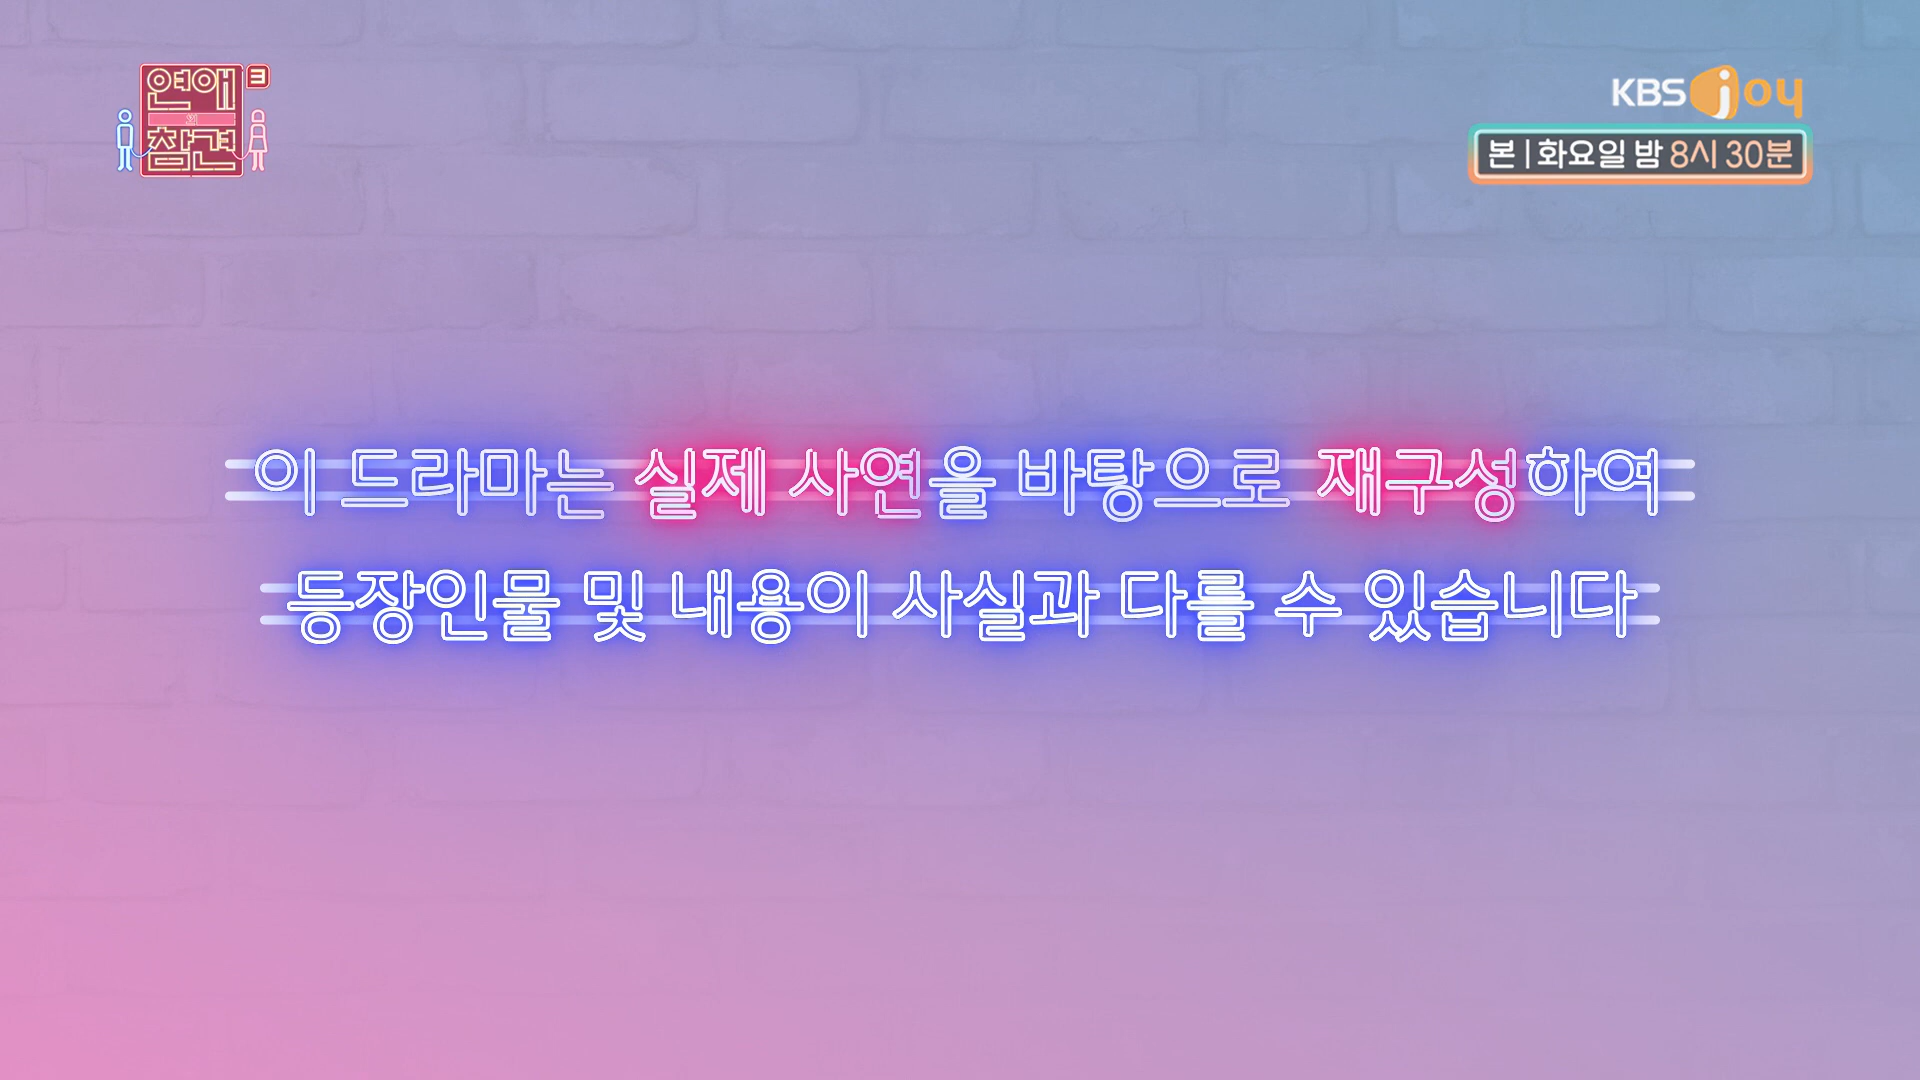 연애 3
의
참견
KBS joy
본 | 화요일 밤 8시 30분
이 드라마는 실제 사연을 바탕으로 재구성하여
등장인물 및 내용이 사실과 다를 수 있습니다